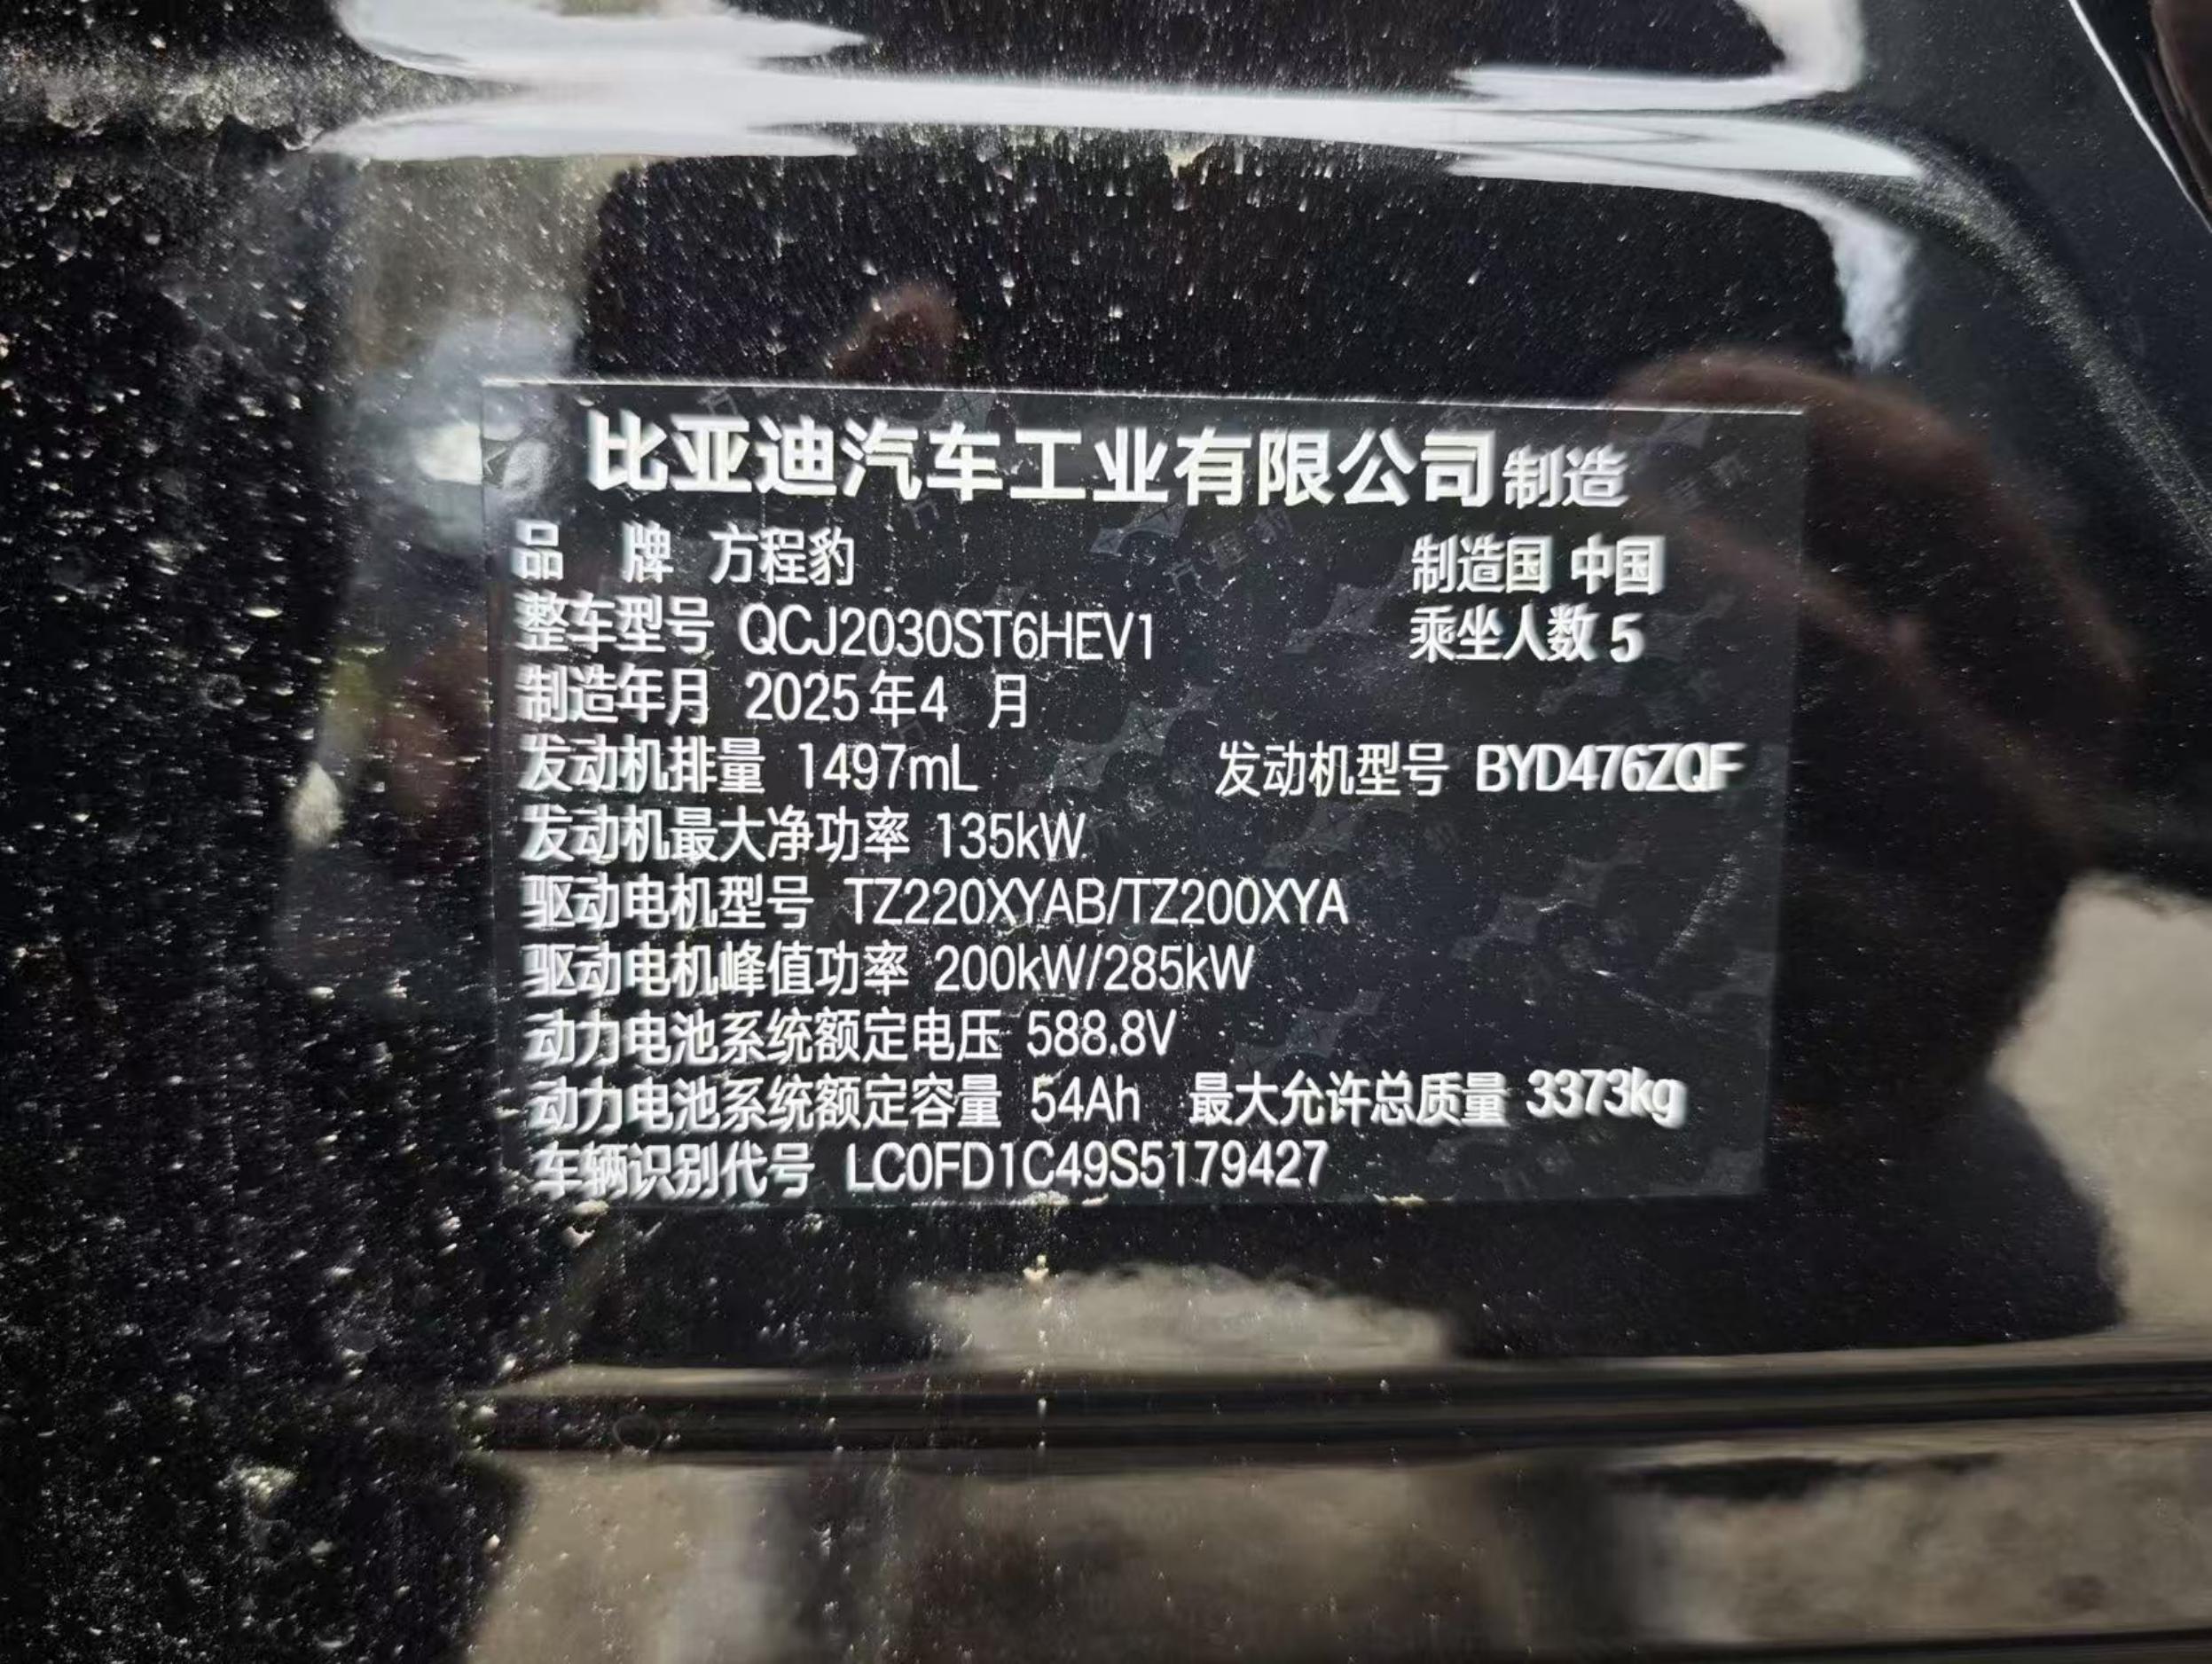 比亚迪汽车工业有限公司制造
品 牌 方程豹 制造国 中国
整车型号 QCJ2030ST6HEV1 乘坐人数 5
制造年月 2025年4 月
发动机排量 1497mL 发动机型号 BYD476ZQF
发动机最大净功率 135kW
驱动电机型号 TZ220XYAB/TZ200XYA
驱动电机峰值功率 200kW/285kW
动力电池系统额定电压 588.8V
动力电池系统额定容量 54Ah 最大允许总质量 3373kg
车辆识别代号 LC0FD1C49S5179427